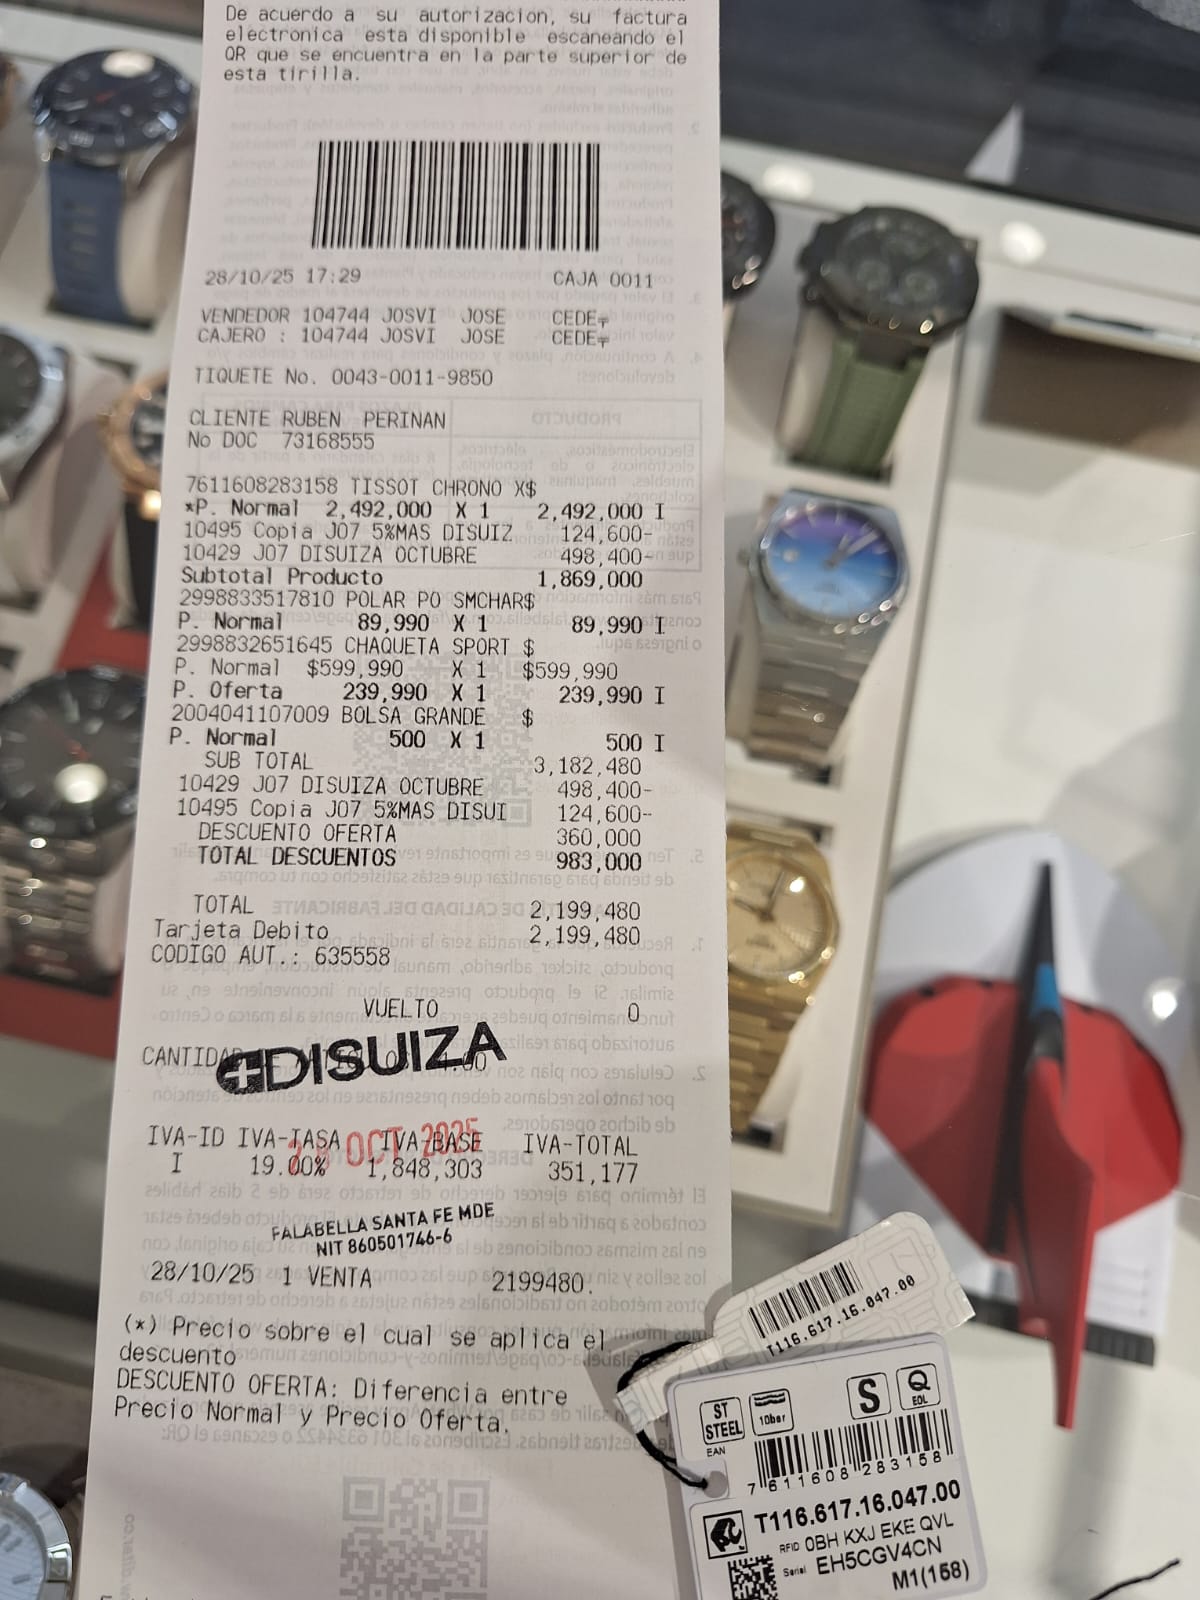 De acuerdo a su autorizacion, su factura
electronica esta disponible escaneando el
QR que se encuentra en la parte superior de
esta tirilla.
28/10/25 17:29 CAJA 0011
VENDEDOR 104744 JOSVI JOSE CEDE
CAJERO : 104744 JOSVI JOSE CEDE
TIQUETE No. 0043-0011-9850
CLIENTE RUBEN PERINAN
No DOC 73168555
7611608283158 TISSOT CHRONO X$
*P. Normal 2,492,000 X 1 2,492,000 I
10495 Copia J07 5%MAS DISUIZ 124,600-
10429 J07 DISUIZA OCTUBRE 498,400-
Subtotal Producto 1,869,000
2998833517810 POLAR PO SMCHAR$
P. Normal 89,990 X 1 89,990 I
2998832651645 CHAQUETA SPORT $
P. Normal $599,990 X 1 $599,990
P. Oferta 239,990 X 1 239,990 I
2004041107009 BOLSA GRANDE $
P. Normal 500 X 1 500 I
SUB TOTAL 3,182,480
10429 J07 DISUIZA OCTUBRE 498,400-
10495 Copia J07 5%MAS DISUI 124,600-
DESCUENTO OFERTA 360,000
TOTAL DESCUENTOS 983,000
TOTAL 2,199,480
Tarjeta Debito 2,199,480
CODIGO AUT.: 635558
VUELTO 0
DISUIZA
IVA-ID IVA-TASA IVA-BASE IVA-TOTAL
OCT 2025
I 19.00% 1,848,303 351,177
FALABELLA SANTA FE MDE
NIT 860501746-6
28/10/25 1 VENTA 2199480.
(*) Precio sobre el cual se aplica el
descuento
DESCUENTO OFERTA: Diferencia entre
Precio Normal y Precio Oferta.
T116.617.16.047.00
ST STEEL 10bar S Q EOL
EAN
7 611608 283158
T116.617.16.047.00
RFID 0BH KXJ EKE QVL
Serial EH5CGV4CN
M1(158)